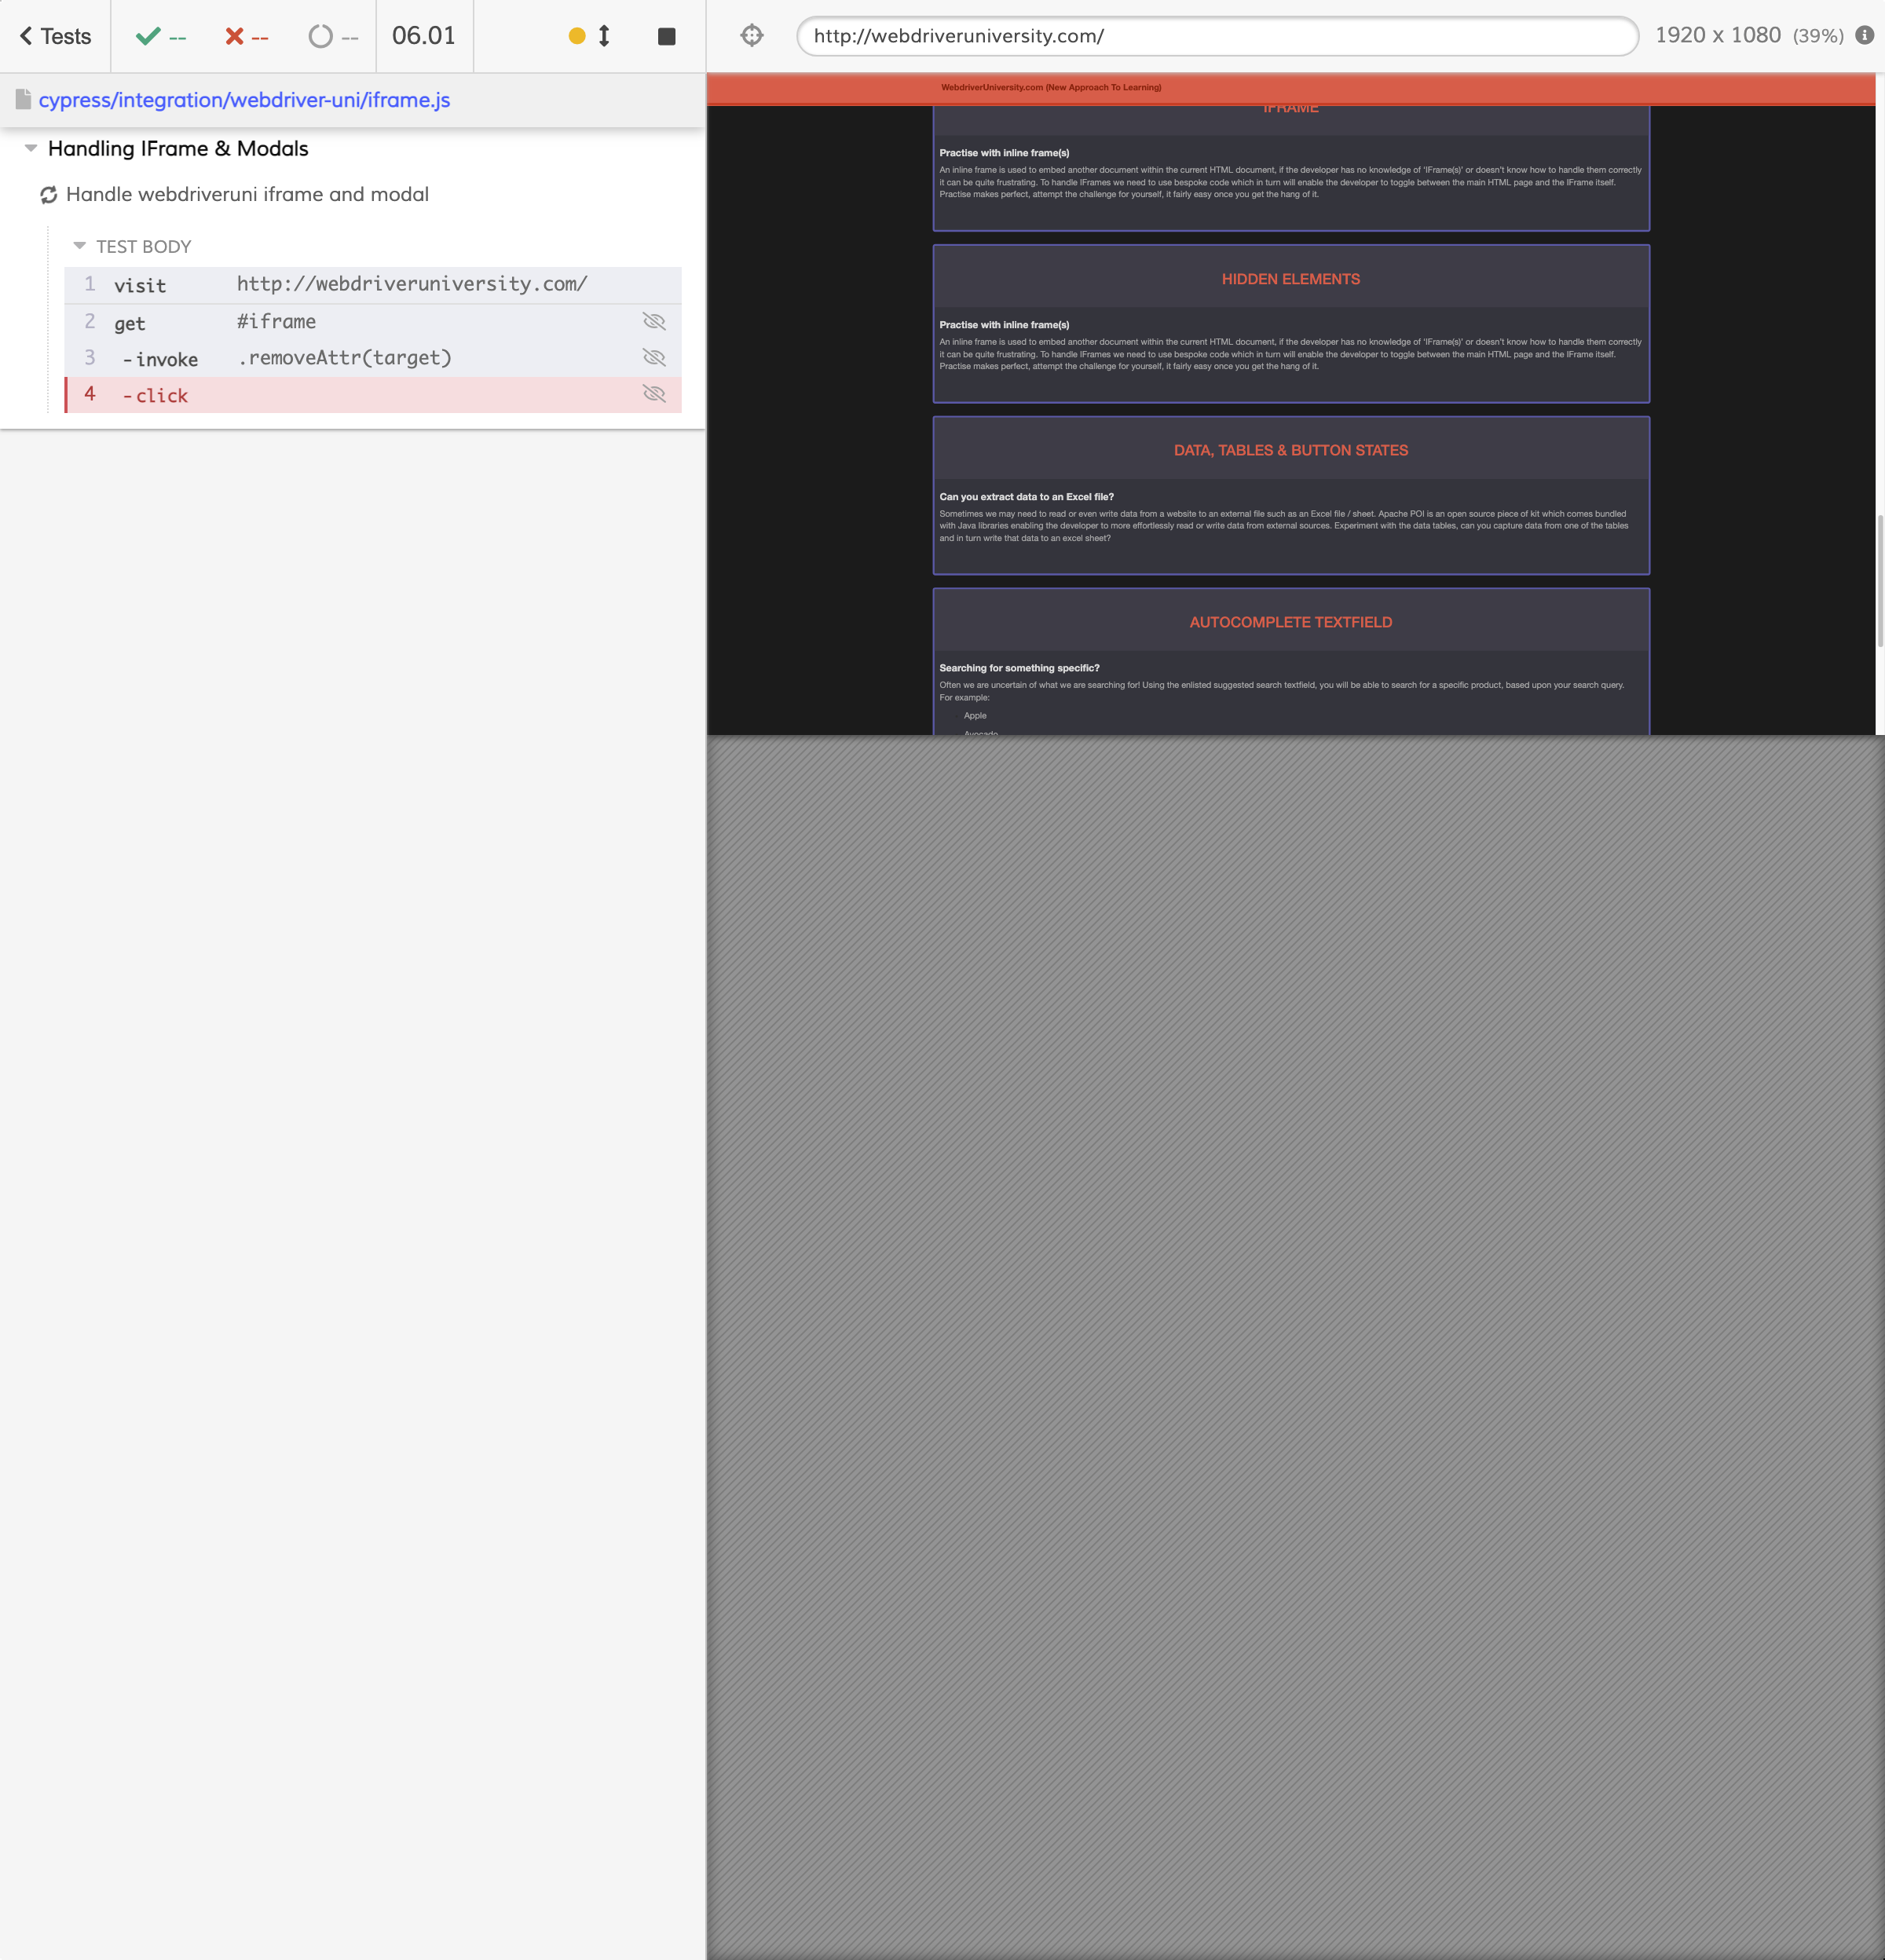 Tests
--
--
--
06.01
http://webdriveruniversity.com/
1920 x 1080 (39%)
cypress/integration/webdriver-uni/iframe.js
Handling IFrame & Modals
Handle webdriveruni iframe and modal
TEST BODY
1 visit http://webdriveruniversity.com/
2 get #iframe
3 -invoke .removeAttr(target)
4 -click
WebdriverUniversity.com (New Approach To Learning)
IFRAME
Practise with inline frame(s)
An inline frame is used to embed another document within the current HTML document, if the developer has no knowledge of 'IFrame(s)' or doesn't know how to handle them correctly
it can be quite frustrating. To handle IFrames we need to use bespoke code which in turn will enable the developer to toggle between the main HTML page and the IFrame itself.
Practise makes perfect, attempt the challenge for yourself, it fairly easy once you get the hang of it.
HIDDEN ELEMENTS
Practise with inline frame(s)
An inline frame is used to embed another document within the current HTML document, if the developer has no knowledge of 'IFrame(s)' or doesn't know how to handle them correctly
it can be quite frustrating. To handle IFrames we need to use bespoke code which in turn will enable the developer to toggle between the main HTML page and the IFrame itself.
Practise makes perfect, attempt the challenge for yourself, it fairly easy once you get the hang of it.
DATA, TABLES & BUTTON STATES
Can you extract data to an Excel file?
Sometimes we may need to read or even write data from a website to an external file such as an Excel file / sheet. Apache POI is an open source piece of kit which comes bundled
with Java libraries enabling the developer to more effortlessly read or write data from external sources. Experiment with the data tables, can you capture data from one of the tables
and in turn write that data to an excel sheet?
AUTOCOMPLETE TEXTFIELD
Searching for something specific?
Often we are uncertain of what we are searching for! Using the enlisted suggested search textfield, you will be able to search for a specific product, based upon your search query.
For example:
Apple
Avocado